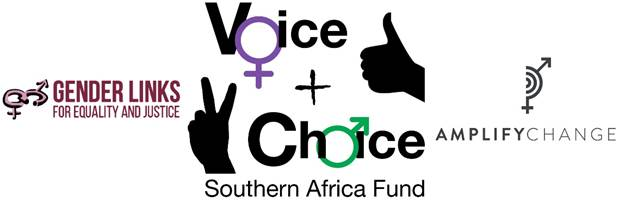 GENDER LINKS
FOR EQUALITY AND JUSTICE
Voice
+
Choice
Southern Africa Fund
AMPLIFYCHANGE